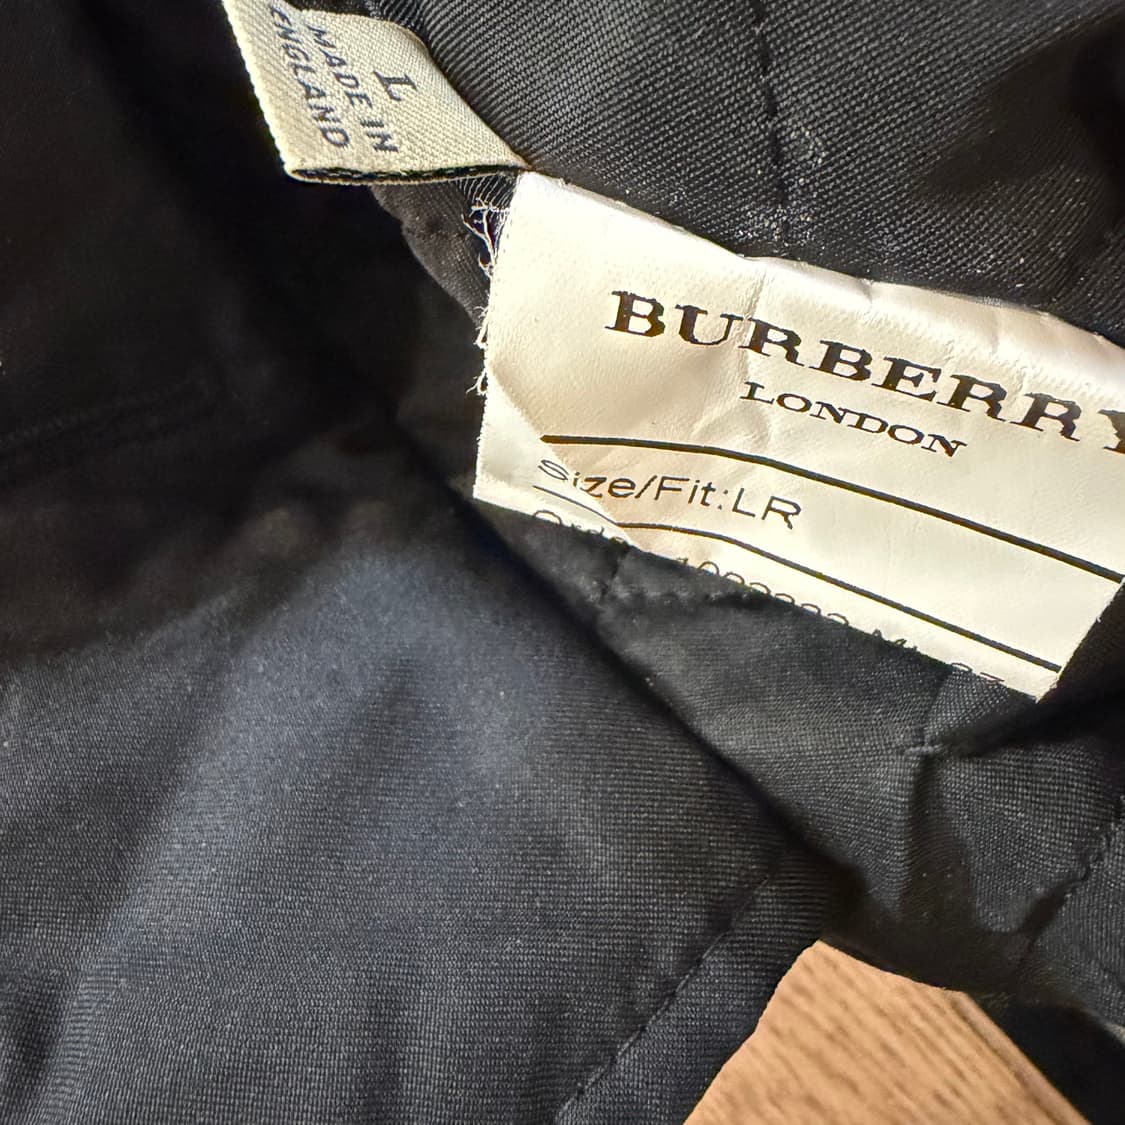 L
MADE IN
ENGLAND
BURBERRY
LONDON
Size/Fit:LR